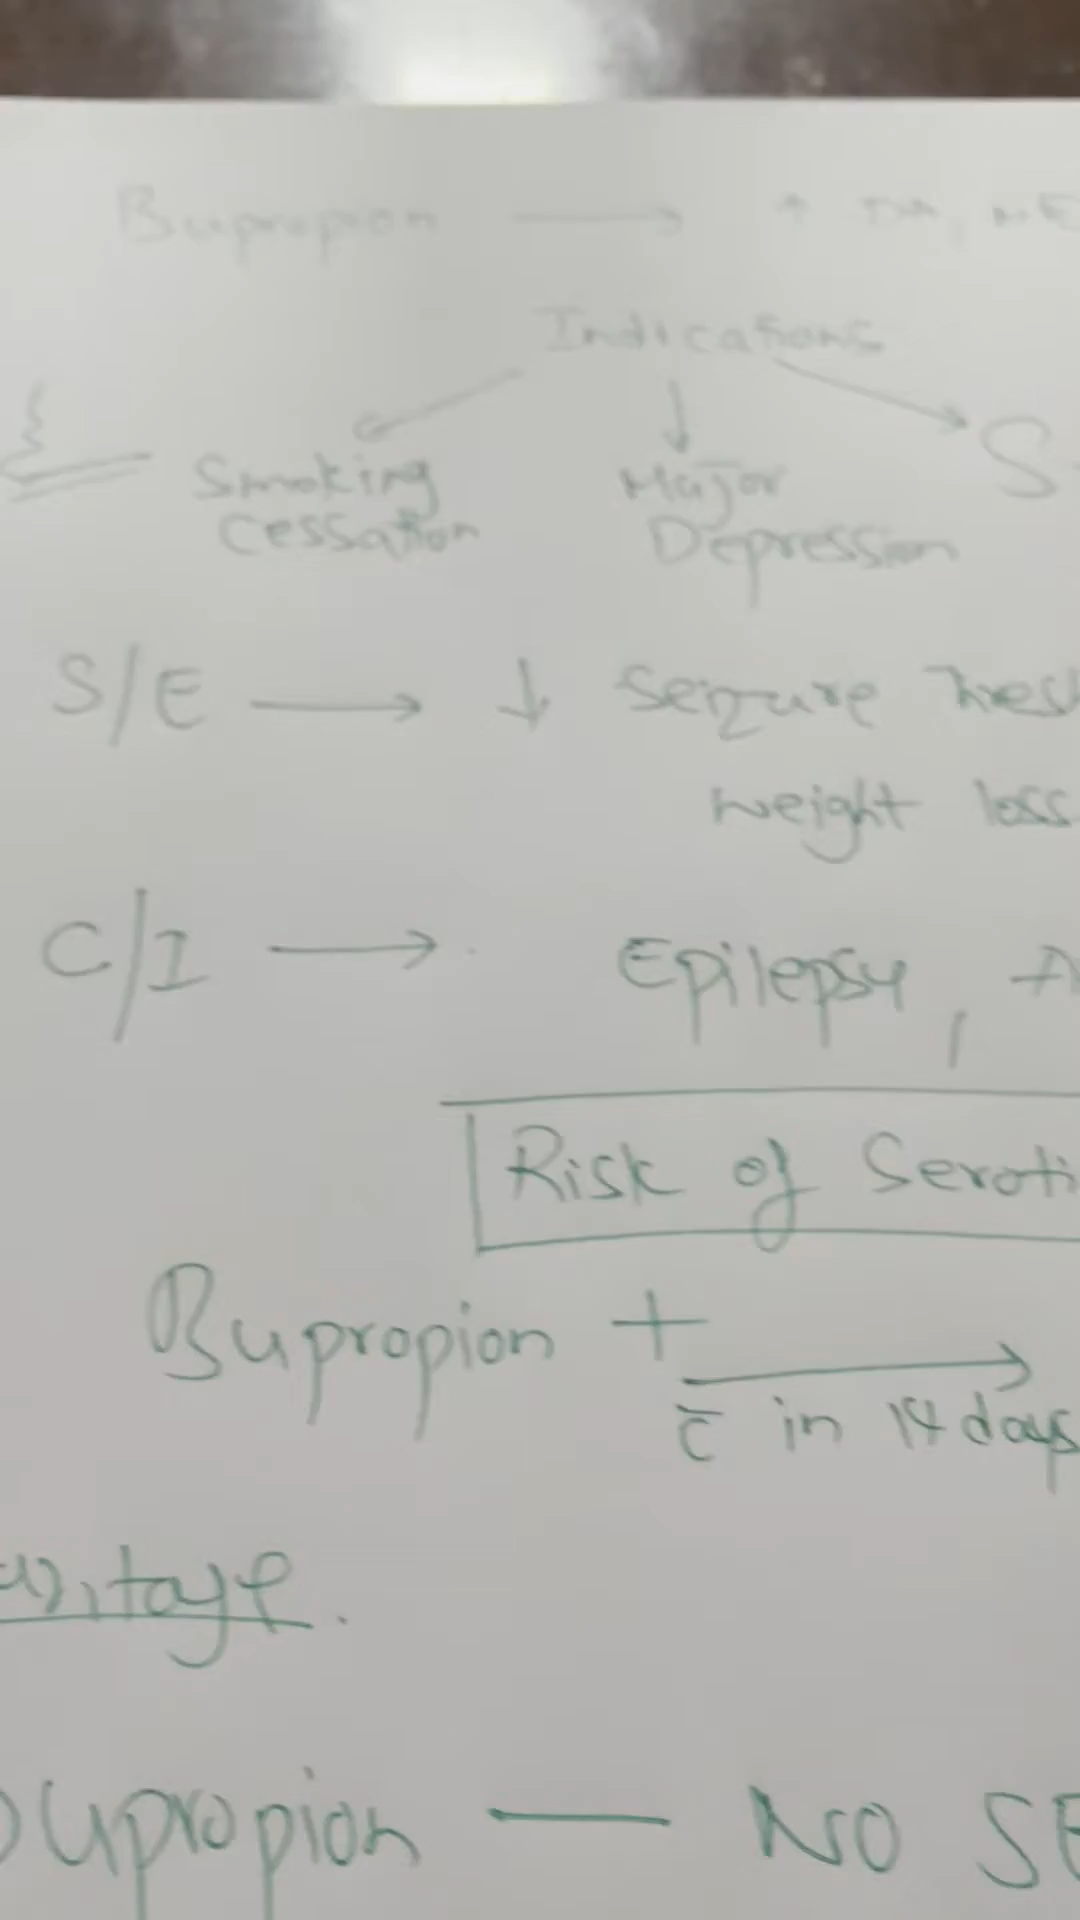 Bupropion → ↑ DA, NE
Indications
Smoking Cessation
Major Depression
S
S/E → ↓ Seizure thres
weight loss
C/I → Epilepsy, A
Risk of Seroti
Bupropion +
c̄ in 14 days
upropion — NO SE